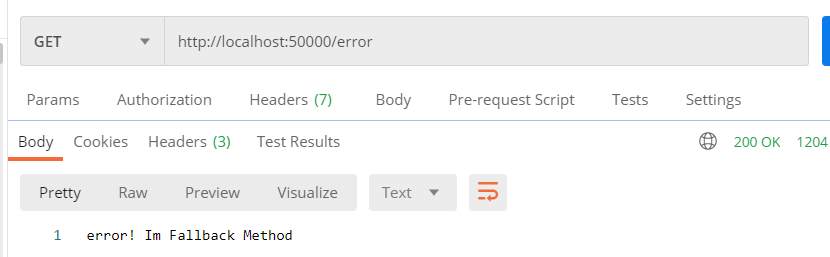 GET http://localhost:50000/error
Params Authorization Headers (7) Body Pre-request Script Tests Settings
Body Cookies Headers (3) Test Results 200 OK 1204
Pretty Raw Preview Visualize Text
1 error! Im Fallback Method